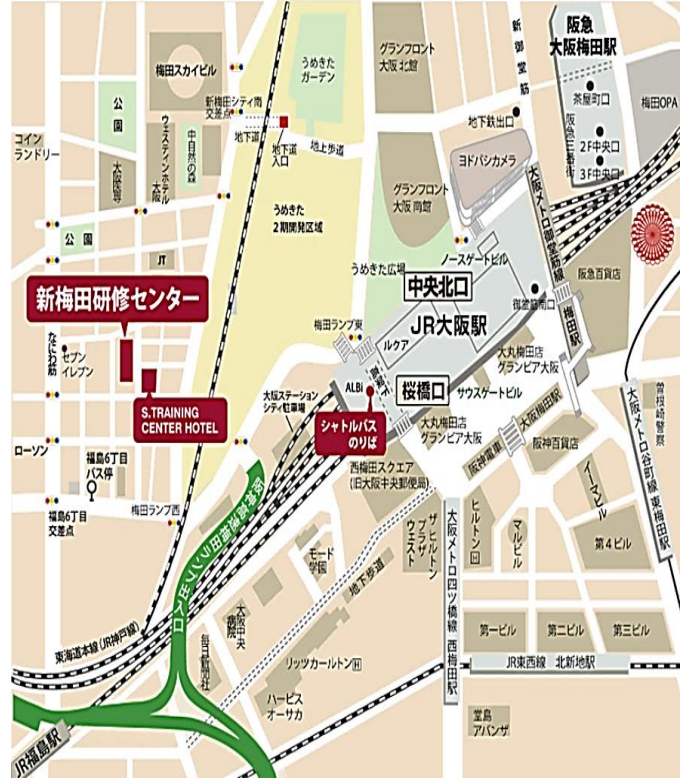 阪急
大阪梅田駅
新御堂筋
グランフロント
大阪 北館
うめきた
ガーデン
梅田スカイビル
公園
新梅田シティ南
交差点
地下道
地下道
入口
地上歩道
茶屋町口
梅田OPA
地下鉄出口
阪急三番街
2F中央口
3F中央口
ヨドバシカメラ
コイン
ランドリー
大阪医専
ウェスティンホテル
大阪
中自然の森
グランフロント
大阪 南館
うめきた
2期開発区域
大阪メトロ御堂筋線
梅田駅
公園
JT
うめきた広場
ノースゲートビル
阪急百貨店
新梅田研修センター
中央北口
JR大阪駅
御堂筋南口
梅田ランプ東
ルクア
なにわ筋
セブン
イレブン
大丸梅田店
グランビア大阪
ALBi
御堂下
桜橋口
サウスゲートビル
S.TRAINING
CENTER HOTEL
大阪ステーション
シティ駐車場
シャトルバス
のりば
大丸梅田店
グランビア大阪
大阪梅田駅
阪神電車
阪神百貨店
曽根崎警察
大阪メトロ谷町線 東梅田駅
ローソン
福島6丁目
バス停
西梅田スクエア
(旧大阪中央郵便局)
イーマビル
福島6丁目
交差点
梅田ランプ西
阪神高速梅田ランプ出入口
モード
学園
地下歩道
ザヒルトン
プラザ
ウェスト
大阪メトロ四ツ橋線 西梅田駅
ヒルトンH
マルビル
第4ビル
大阪中央
病院
毎日新聞社
リッツカールトンH
第一ビル
第二ビル
第三ビル
東海道本線(JR神戸線)
JR東西線 北新地駅
ハービス
オーサカ
堂島
アバンザ
JR福島駅